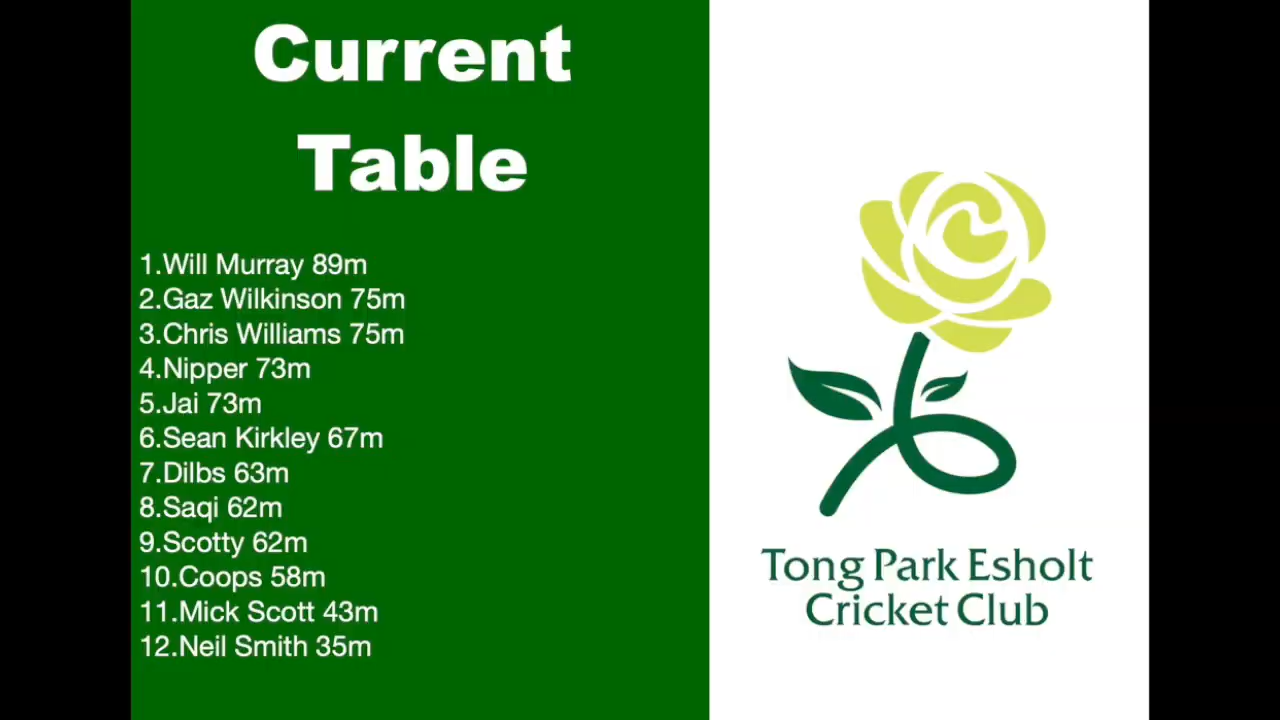 Current
Table
1.Will Murray 89m
2.Gaz Wilkinson 75m
3.Chris Williams 75m
4.Nipper 73m
5.Jai 73m
6.Sean Kirkley 67m
7.Dilbs 63m
8.Saqi 62m
9.Scotty 62m
10.Coops 58m
11.Mick Scott 43m
12.Neil Smith 35m
Tong Park Esholt
Cricket Club